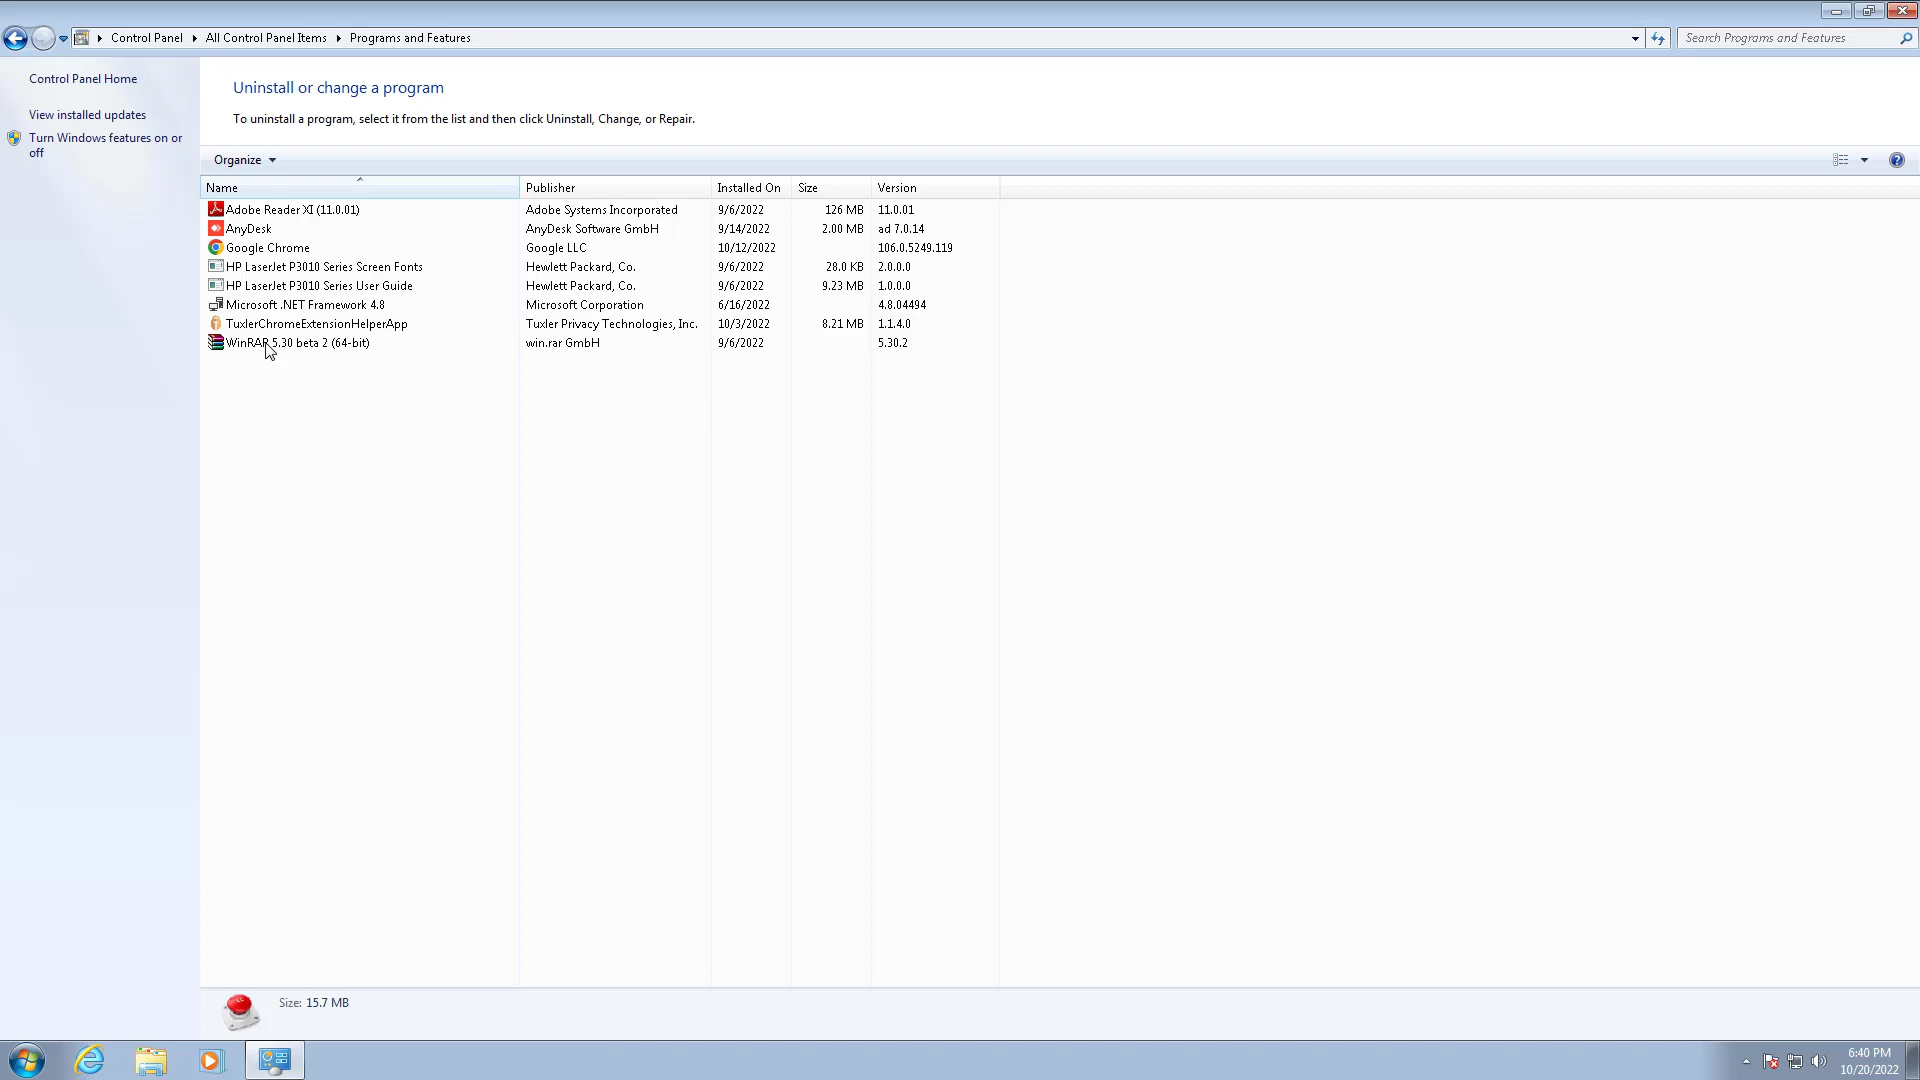 Control Panel All Control Panel Items Programs and Features
Search Programs and Features
Control Panel Home
View installed updates
Turn Windows features on or
off
Uninstall or change a program
To uninstall a program, select it from the list and then click Uninstall, Change, or Repair.
Organize
Name Publisher Installed On Size Version
Adobe Reader XI (11.0.01) Adobe Systems Incorporated 9/6/2022 126 MB 11.0.01
AnyDesk AnyDesk Software GmbH 9/14/2022 2.00 MB ad 7.0.14
Google Chrome Google LLC 10/12/2022 106.0.5249.119
HP LaserJet P3010 Series Screen Fonts Hewlett Packard, Co. 9/6/2022 28.0 KB 2.0.0.0
HP LaserJet P3010 Series User Guide Hewlett Packard, Co. 9/6/2022 9.23 MB 1.0.0.0
Microsoft .NET Framework 4.8 Microsoft Corporation 6/16/2022 4.8.04494
TuxlerChromeExtensionHelperApp Tuxler Privacy Technologies, Inc. 10/3/2022 8.21 MB 1.1.4.0
WinRAR 5.30 beta 2 (64-bit) win.rar GmbH 9/6/2022 5.30.2
Size: 15.7 MB
6:40 PM
10/20/2022